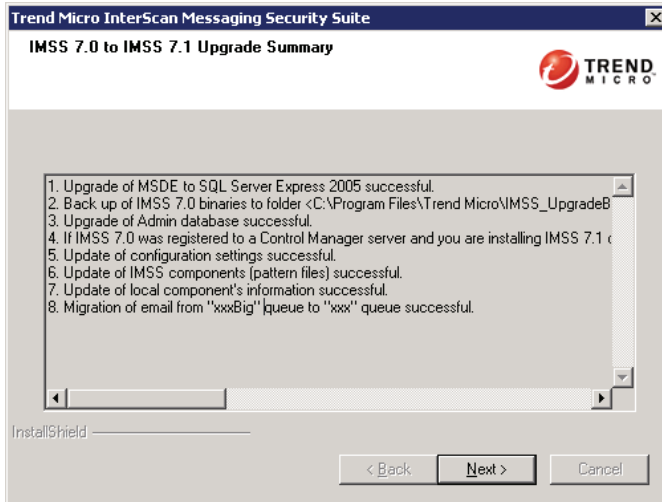 Trend Micro InterScan Messaging Security Suite
IMSS 7.0 to IMSS 7.1 Upgrade Summary
TREND
MICRO
1. Upgrade of MSDE to SQL Server Express 2005 successful.
2. Back up of IMSS 7.0 binaries to folder <C:\Program Files\Trend Micro\IMSS_UpgradeB
3. Upgrade of Admin database successful.
4. If IMSS 7.0 was registered to a Control Manager server and you are installing IMSS 7.1
5. Update of configuration settings successful.
6. Update of IMSS components (pattern files) successful.
7. Update of local component's information successful.
8. Migration of email from "xxxBig" queue to "xxx" queue successful.
InstallShield
< Back Next > Cancel